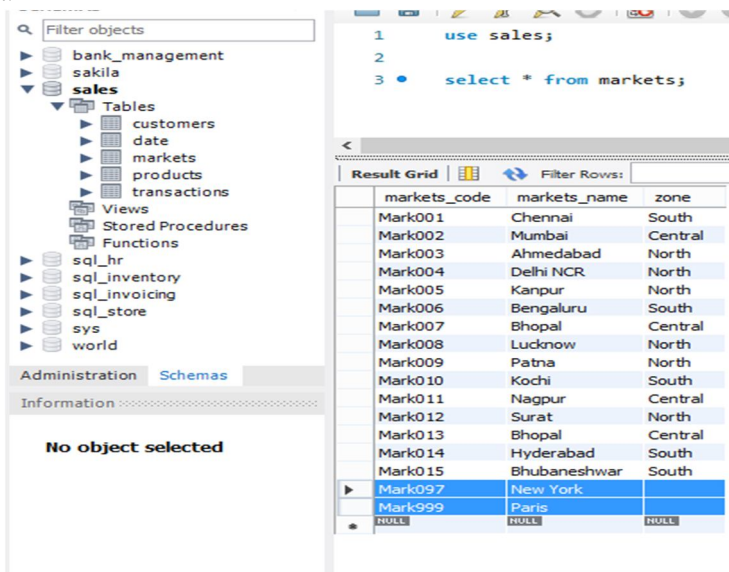 Filter objects
bank_management
sakila
sales
Tables
customers
date
markets
products
transactions
Views
Stored Procedures
Functions
sql_hr
sql_inventory
sql_invoicing
sql_store
sys
world
Administration Schemas
Information
No object selected
1 use sales;
2
3 select * from markets;
Result Grid Filter Rows:
markets_code markets_name zone
Mark001 Chennai South
Mark002 Mumbai Central
Mark003 Ahmedabad North
Mark004 Delhi NCR North
Mark005 Kanpur North
Mark006 Bengaluru South
Mark007 Bhopal Central
Mark008 Lucknow North
Mark009 Patna North
Mark010 Kochi South
Mark011 Nagpur Central
Mark012 Surat North
Mark013 Bhopal Central
Mark014 Hyderabad South
Mark015 Bhubaneshwar South
Mark097 New York
Mark999 Paris
NULL NULL NULL